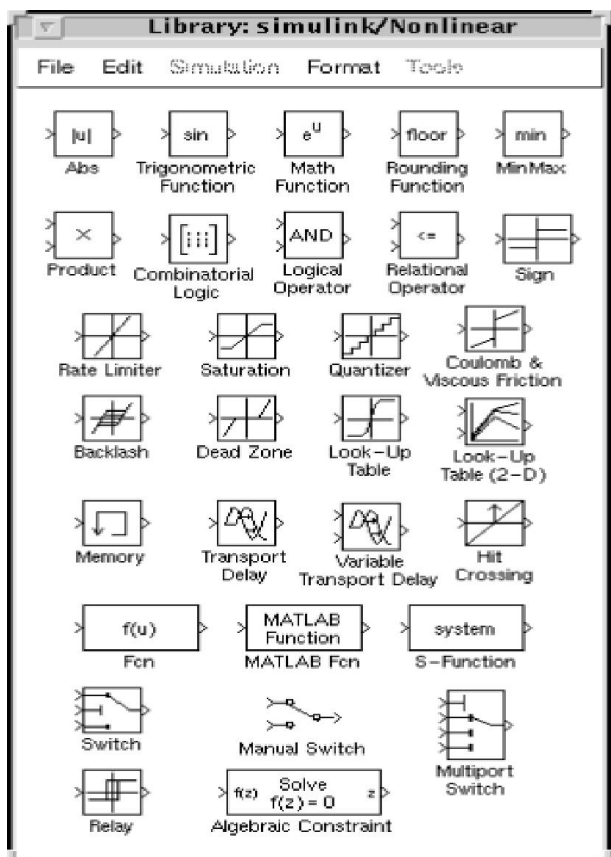 Library: simulink/Nonlinear
File Edit Simulation Format Tools
|u| sin e^u floor min
Abs Trigonometric Function Math Function Rounding Function MinMax
× AND <=
Product Combinatorial Logic Logical Operator Relational Operator Sign
Rate Limiter Saturation Quantizer Coulomb & Viscous Friction
Backlash Dead Zone Look-Up Table Look-Up Table (2-D)
Memory Transport Delay Variable Transport Delay Hit Crossing
f(u) MATLAB Function system
Fcn MATLAB Fcn S-Function
Switch Manual Switch Multiport Switch
f(z) Solve f(z) = 0 z
Relay Algebraic Constraint